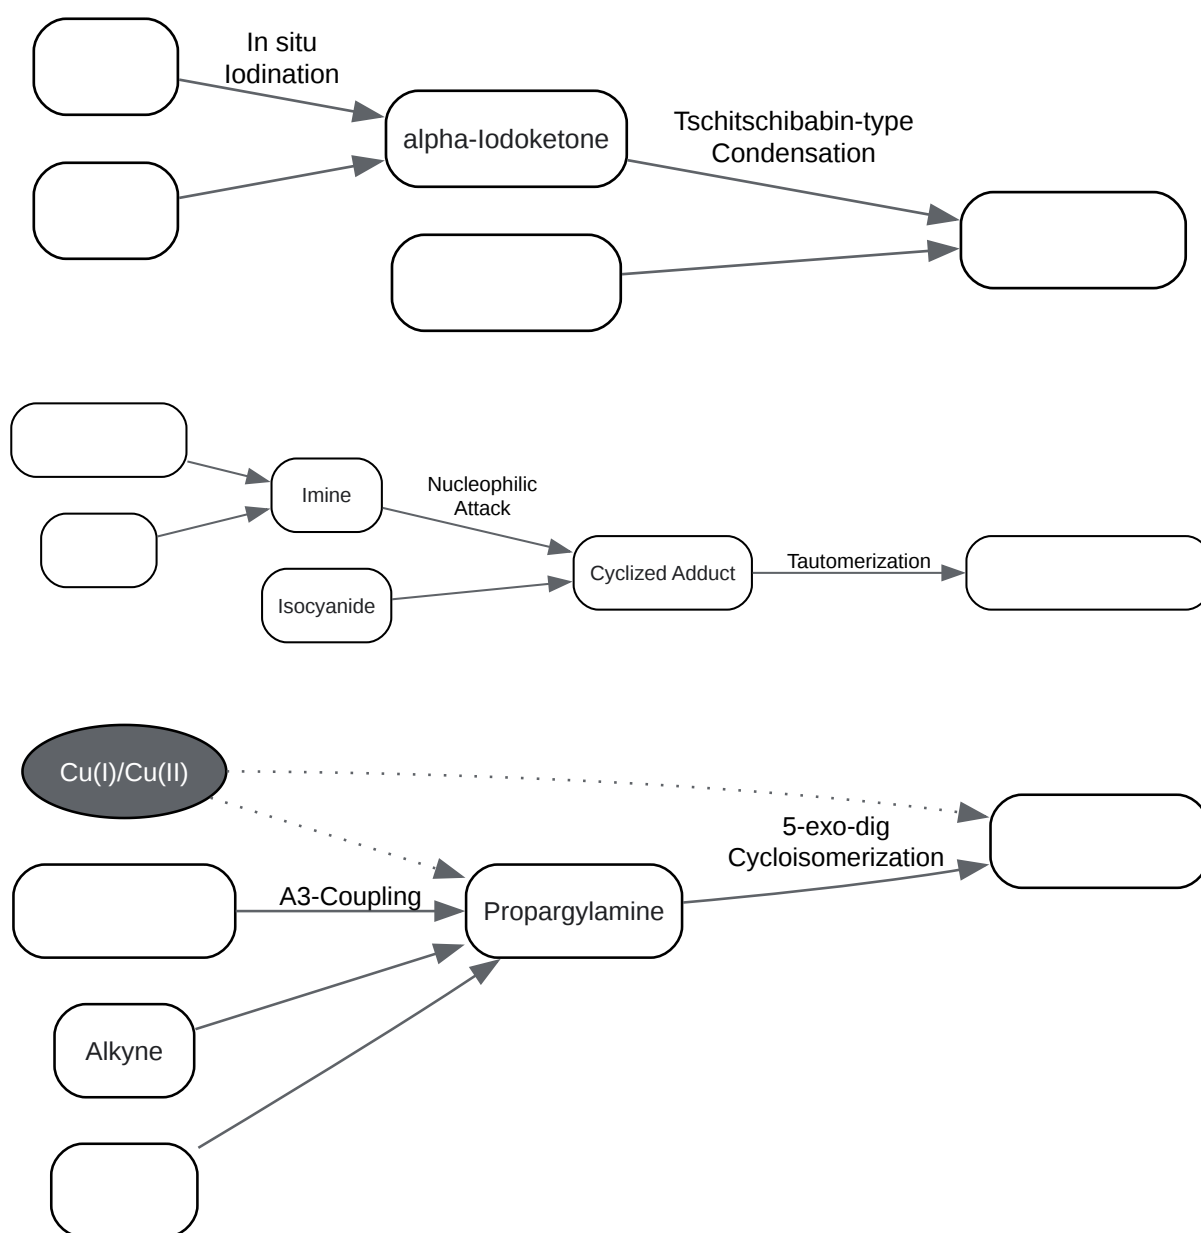 In situ
Iodination
alpha-Iodoketone
Tschitschibabin-type
Condensation
Imine
Nucleophilic
Attack
Isocyanide
Cyclized Adduct
Tautomerization
Cu(I)/Cu(II)
5-exo-dig
Cycloisomerization
A3-Coupling
Propargylamine
Alkyne